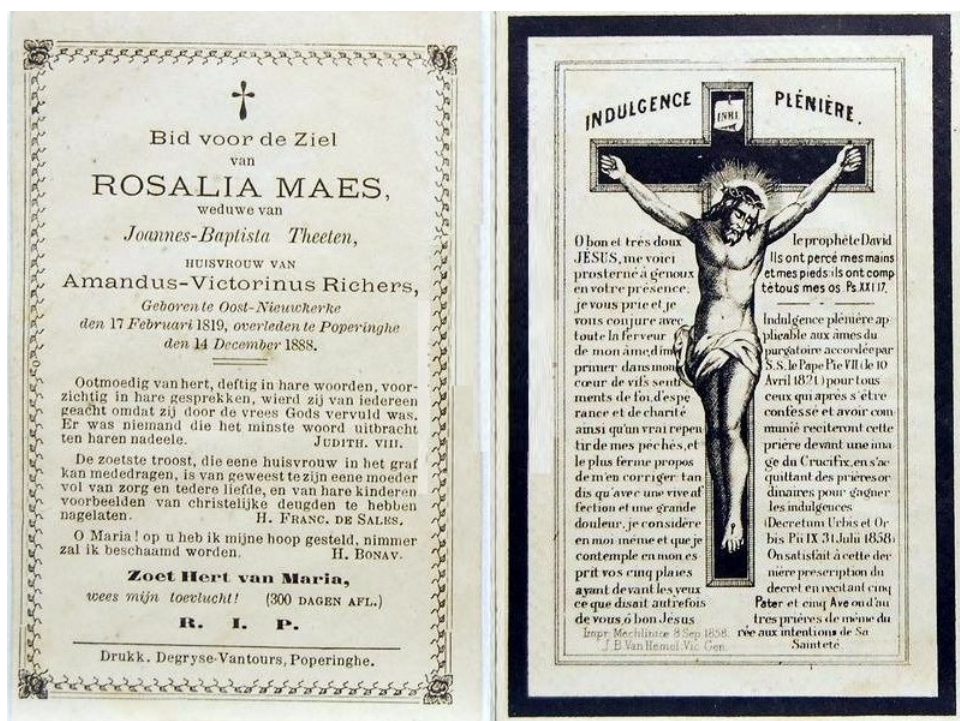 Bid voor de Ziel
van
ROSALIA MAES,
weduwe van
Joannes-Baptista Theeten,
HUISVROUW VAN
Amandus-Victorinus Richers,
Geboren te Oost-Nieuwkerke
den 17 Februari 1819, overleden te Poperinghe
den 14 December 1888.
Ootmoedig van hert, deftig in hare woorden, voor-
zichtig in hare gesprekken, wierd zij van iedereen
geacht omdat zij door de vrees Gods vervuld was.
Er was niemand die het minste woord uitbracht
ten haren nadeele. JUDITH. VIII.
De zoetste troost, die eene huisvrouw in het graf
kan mededragen, is van geweest te zijn eene moeder
vol van zorg en tedere liefde, en van hare kinderen
voorbeelden van christelijke deugden te hebben
nagelaten. H. FRANC. DE SALES.
O Maria! op u heb ik mijne hoop gesteld, nimmer
zal ik beschaamd worden. H. BONAV.
Zoet Hert van Maria,
wees mijn toevlucht! (300 DAGEN AFL.)
R. I. P.
Drukk. Degryse-Vantours, Poperinghe.
INDULGENCE PLÉNIÈRE.
INRI
O bon et très doux
JÉSUS, me voici
prosterné à genoux
en votre présence,
je vous prie et je
vous conjure avec
toute la ferveur
de mon âme, d'im
primer dans mon
cœur de vifs senti
ments de foi, d'espé
rance et de charité
ainsi qu'un vrai repen
tir de mes péchés, et
le plus ferme propos
de m'en corriger tan
dis qu'avec une vive af
fection et une grande
douleur, je considère
en moi même et que je
contemple en mon es
prit vos cinq plaies
ayant devant les yeux
ce que disait autrefois
de vous, ô bon Jésus
Impr. Mechliniæ 8 Sep. 1858.
J.B. Van Hemel. Vic. Gen.
le prophète David
Ils ont percé mes mains
et mes pieds: ils ont comp
té tous mes os. Ps. XXI 17.
Indulgence plénière ap
plicable aux âmes du
purgatoire accordée par
S. S. le Pape Pie VII (le 10
Avril 1821) pour tous
ceux qui après s'être
confessé et avoir com
munié reciteront cette
prière devant une ima
ge du Crucifix, en s'ac
quittant des prières or
dinaires pour gagner
les indulgences
(Decretum Urbis et Or
bis Pii IX 31 Julii 1858)
On satisfait à cette der
nière prescription du
decret en recitant cinq
Pater et cinq Ave ou d'au
tres prières de même du
rée aux intentions de Sa
Sainteté.